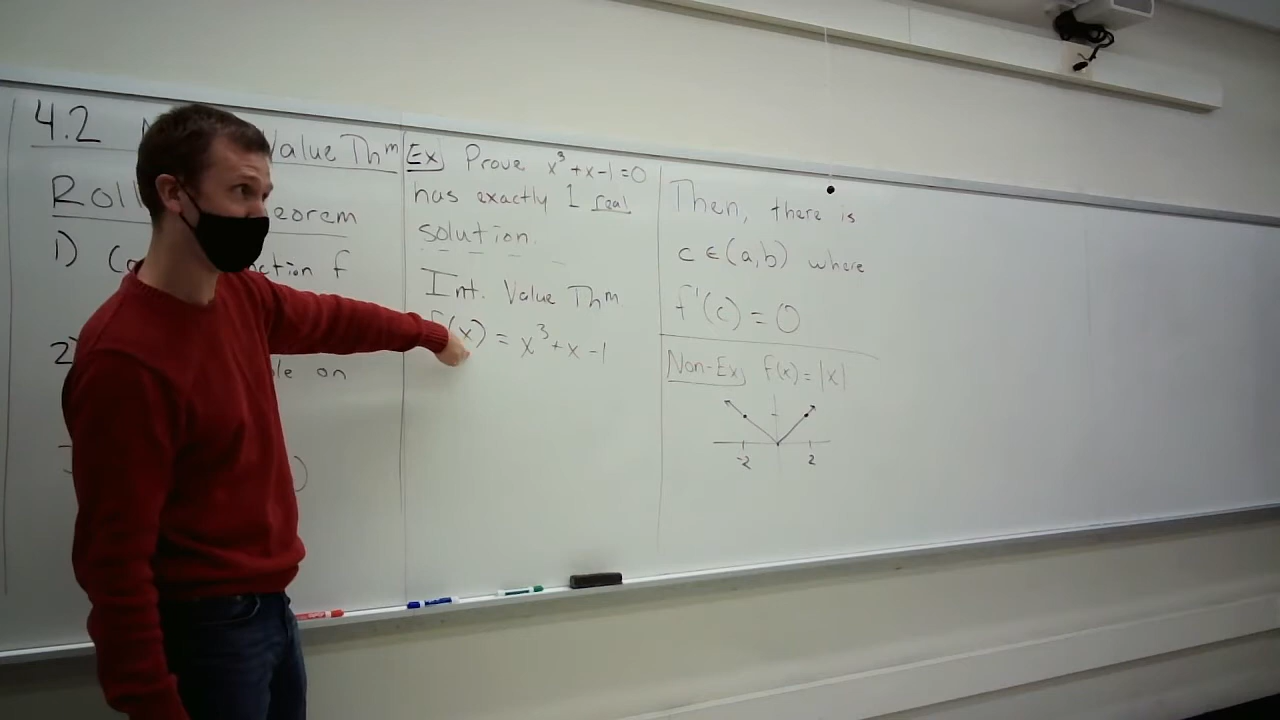 4.2 Value Thm
Roll eorem
1) Co ction f
2) le on
)
Ex Prove x³+x-1=0
has exactly 1 real
solution.
Int. Value Thm
f(x) = x³+x-1
Then, there is
c ∈ (a,b) where
f'(c) = 0
Non-Ex, f(x) = |x|
-2 2